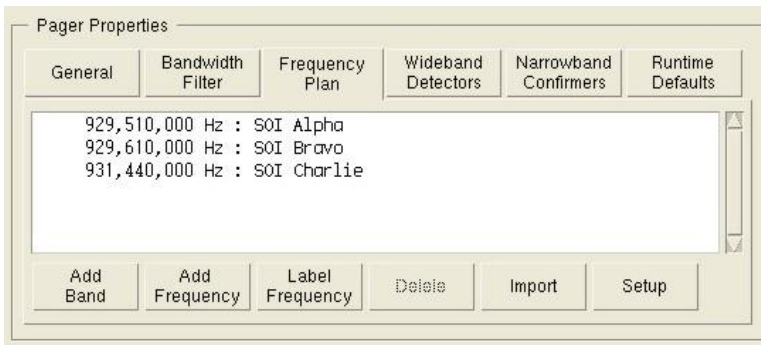 Pager Properties
General
Bandwidth
Filter
Frequency
Plan
Wideband
Detectors
Narrowband
Confirmers
Runtime
Defaults
929,510,000 Hz : SOI Alpha
929,610,000 Hz : SOI Bravo
931,440,000 Hz : SOI Charlie
Add
Band
Add
Frequency
Label
Frequency
Delete
Import
Setup